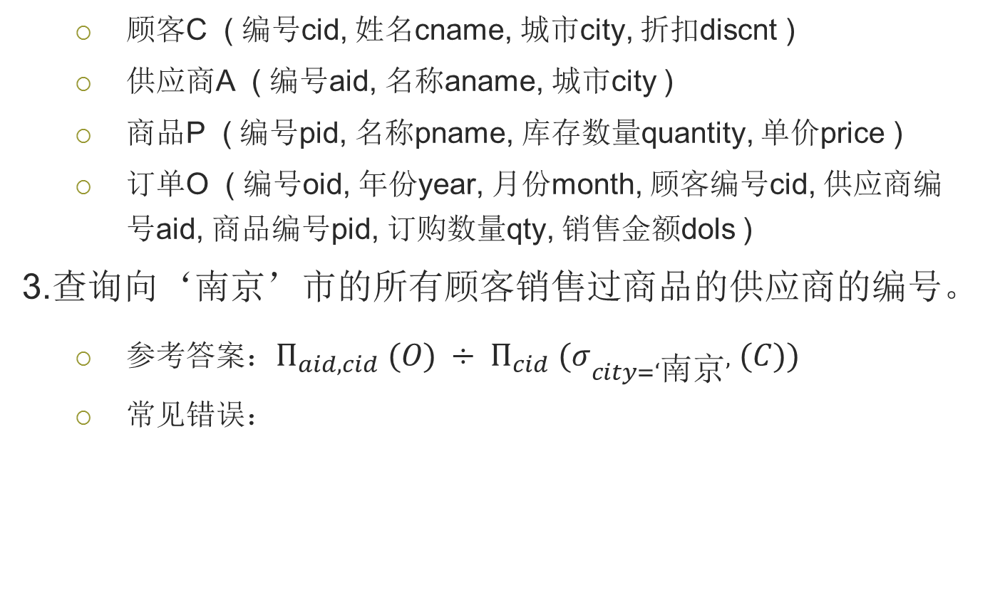 顾客C ( 编号cid, 姓名cname, 城市city, 折扣discnt )
供应商A ( 编号aid, 名称aname, 城市city )
商品P ( 编号pid, 名称pname, 库存数量quantity, 单价price )
订单O ( 编号oid, 年份year, 月份month, 顾客编号cid, 供应商编
号aid, 商品编号pid, 订购数量qty, 销售金额dols )
3.查询向‘南京’市的所有顾客销售过商品的供应商的编号。
参考答案：Π_{aid,cid} (O) ÷ Π_{cid} (σ_{city=‘南京’} (C))
常见错误：